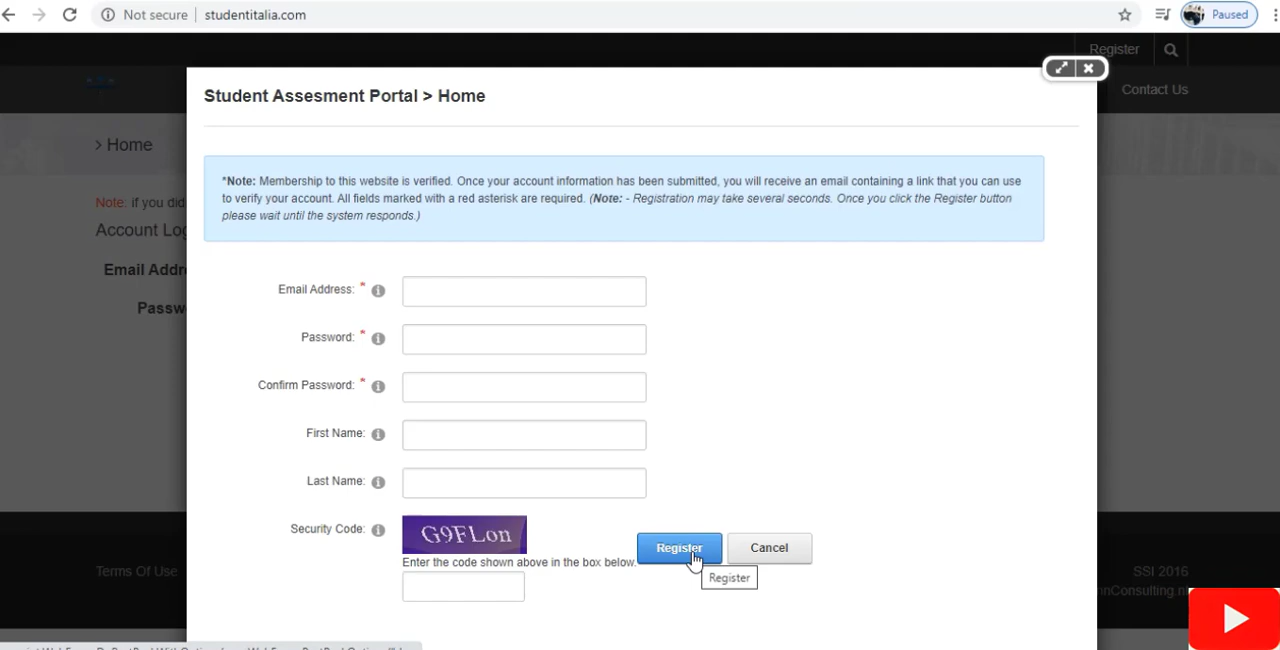 Not secure | studentitalia.com
Paused
Register
Contact Us
Student Assesment Portal > Home
> Home
*Note: Membership to this website is verified. Once your account information has been submitted, you will receive an email containing a link that you can use
to verify your account. All fields marked with a red asterisk are required. (Note: - Registration may take several seconds. Once you click the Register button
please wait until the system responds.)
Note: if you did
Account Log
Email Addre
Passwo
Email Address: *
Password: *
Confirm Password: *
First Name:
Last Name:
Security Code:
G9FLon
Enter the code shown above in the box below.
Register
Cancel
Register
Terms Of Use
SSI 2016